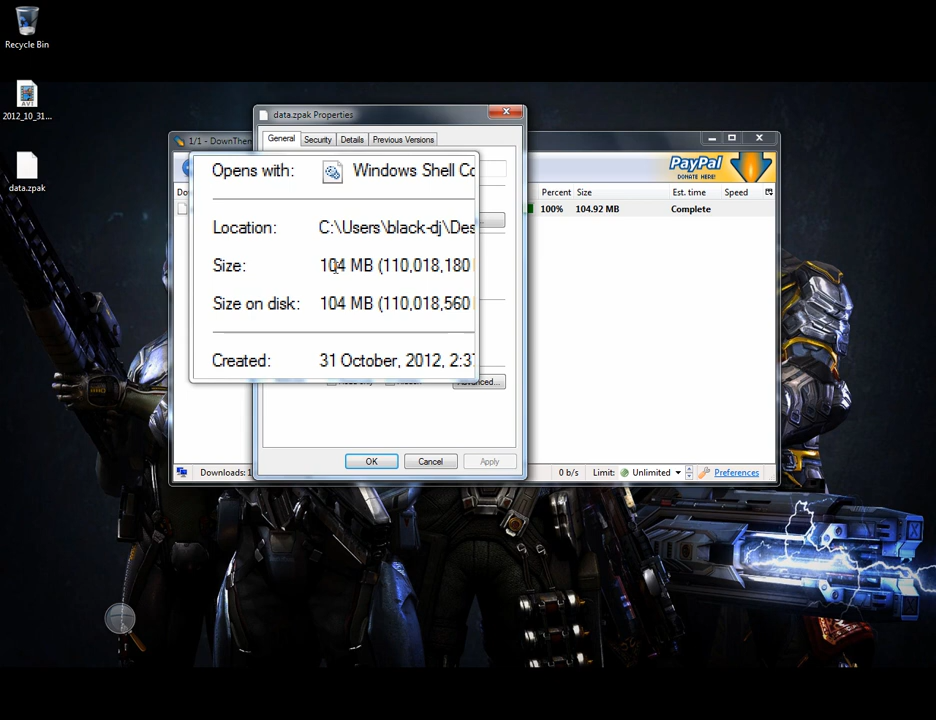 Recycle Bin
AVI
2012_10_31...
data.zpak
data.zpak Properties
General Security Details Previous Versions
1/1 - DownThem
PayPal
DONATE HERE!
Percent Size Est. time Speed
100% 104.92 MB Complete
Opens with: Windows Shell Co
Location: C:\Users\black-dj\Des
Size: 104 MB (110,018,180
Size on disk: 104 MB (110,018,560
Created: 31 October, 2012, 2:37
Advanced...
OK Cancel Apply
Downloads: 1
0 b/s Limit: Unlimited Preferences